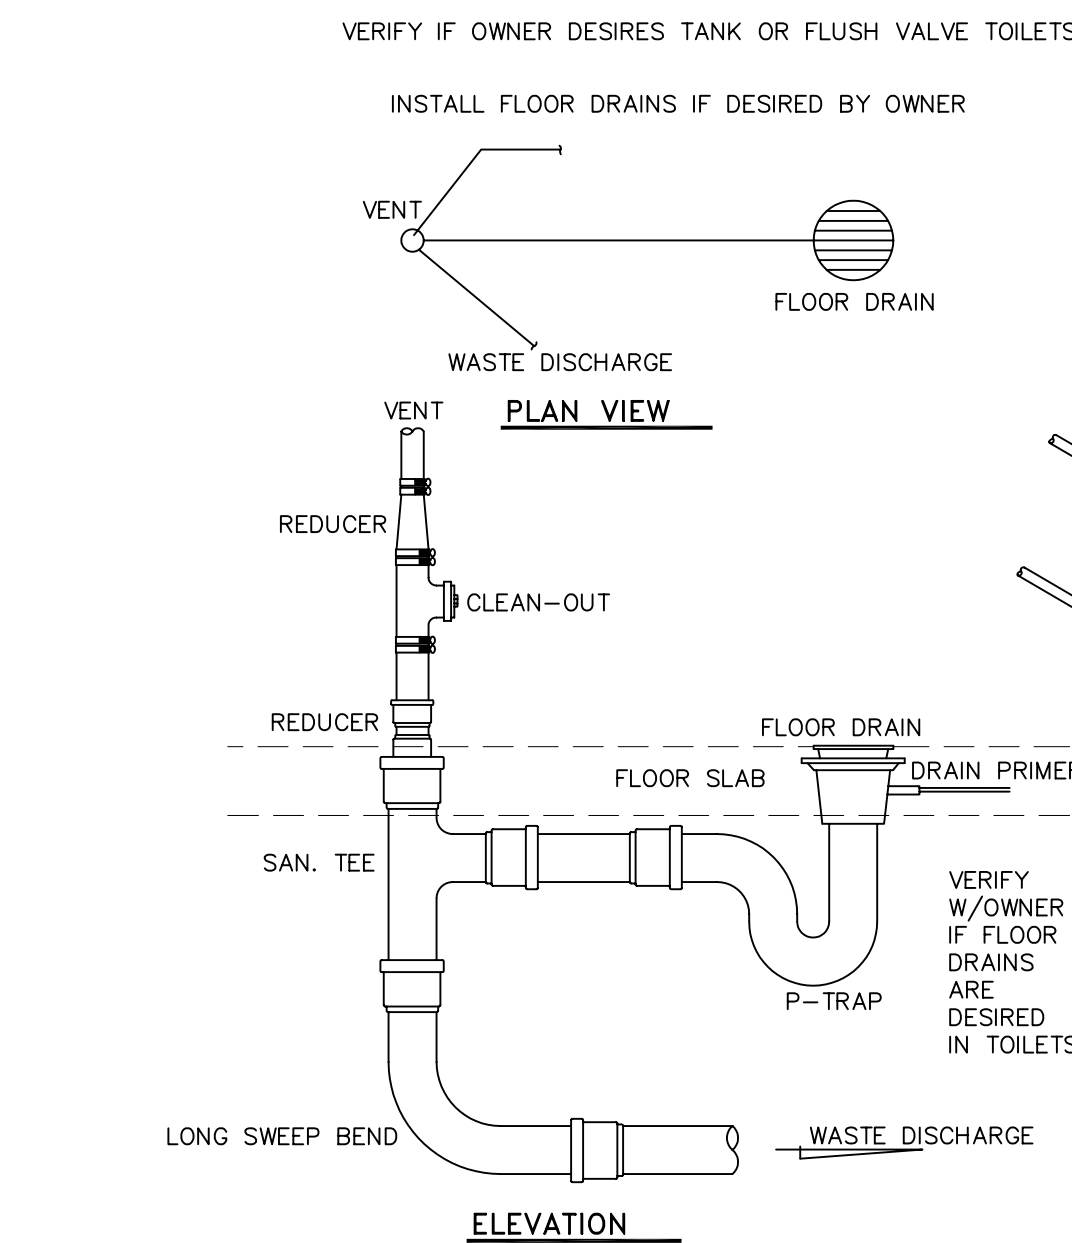 VERIFY IF OWNER DESIRES TANK OR FLUSH VALVE TOILETS
INSTALL FLOOR DRAINS IF DESIRED BY OWNER
VENT
FLOOR DRAIN
WASTE DISCHARGE
PLAN VIEW
VENT
REDUCER
CLEAN-OUT
REDUCER
FLOOR DRAIN
FLOOR SLAB
DRAIN PRIMER
SAN. TEE
VERIFY
W/OWNER
IF FLOOR
DRAINS
ARE
DESIRED
IN TOILETS
P-TRAP
LONG SWEEP BEND
WASTE DISCHARGE
ELEVATION